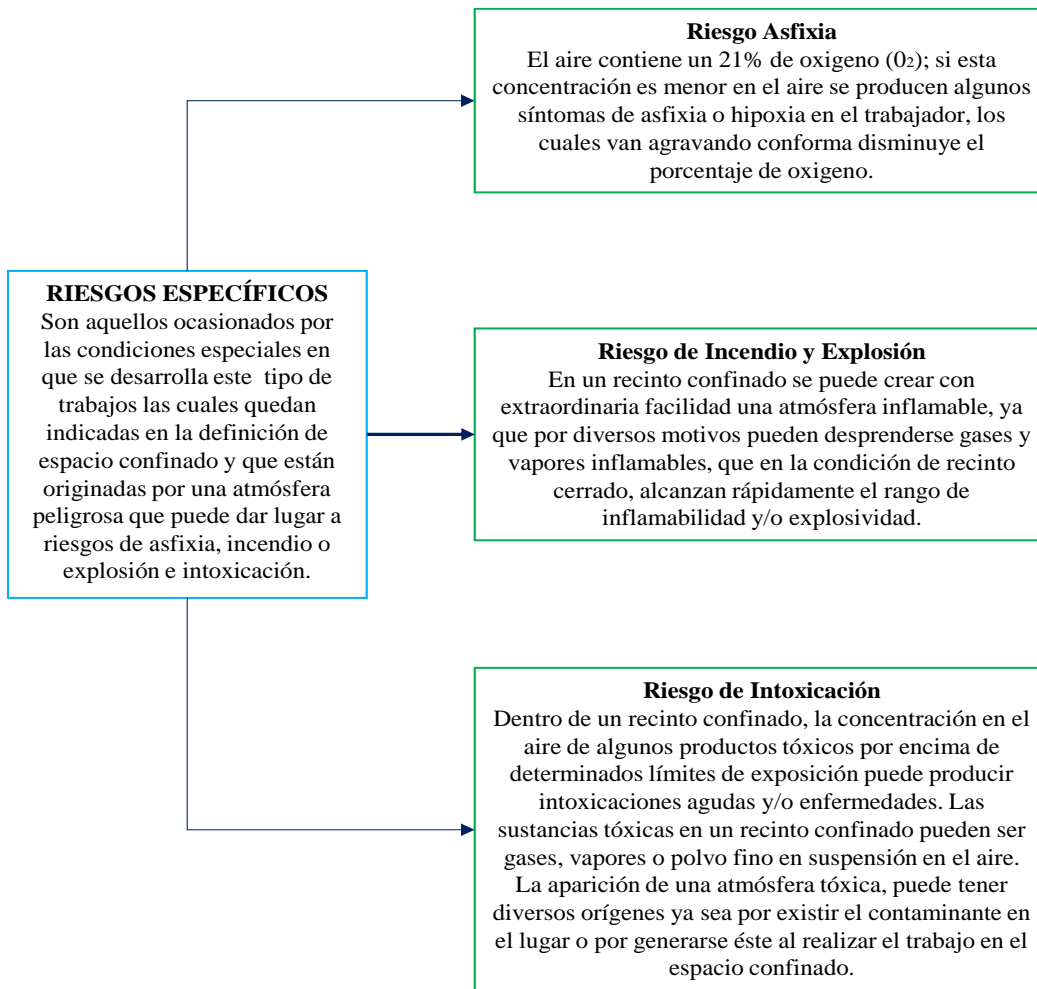 Riesgo Asfixia
El aire contiene un 21% de oxigeno (0₂); si esta
concentración es menor en el aire se producen algunos
síntomas de asfixia o hipoxia en el trabajador, los
cuales van agravando conforma disminuye el
porcentaje de oxigeno.
RIESGOS ESPECÍFICOS
Son aquellos ocasionados por
las condiciones especiales en
que se desarrolla este tipo de
trabajos las cuales quedan
indicadas en la definición de
espacio confinado y que están
originadas por una atmósfera
peligrosa que puede dar lugar a
riesgos de asfixia, incendio o
explosión e intoxicación.
Riesgo de Incendio y Explosión
En un recinto confinado se puede crear con
extraordinaria facilidad una atmósfera inflamable, ya
que por diversos motivos pueden desprenderse gases y
vapores inflamables, que en la condición de recinto
cerrado, alcanzan rápidamente el rango de
inflamabilidad y/o explosividad.
Riesgo de Intoxicación
Dentro de un recinto confinado, la concentración en el
aire de algunos productos tóxicos por encima de
determinados límites de exposición puede producir
intoxicaciones agudas y/o enfermedades. Las
sustancias tóxicas en un recinto confinado pueden ser
gases, vapores o polvo fino en suspensión en el aire.
La aparición de una atmósfera tóxica, puede tener
diversos orígenes ya sea por existir el contaminante en
el lugar o por generarse éste al realizar el trabajo en el
espacio confinado.